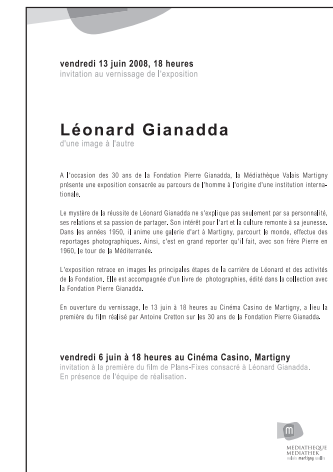 vendredi 13 juin 2008, 18 heures
invitation au vernissage de l'exposition
Léonard Gianadda
d'une image à l'autre
A l'occasion des 30 ans de la Fondation Pierre Gianadda, la Médiathèque Valais Martigny
présente une exposition consacrée au parcours de l'homme à l'origine d'une institution interna-
tionale.
Le mystère de la réussite de Léonard Gianadda ne s'explique pas seulement par sa personnalité,
ses relations et sa passion de partager. Son intérêt pour l'art et la culture remonte à sa jeunesse.
Dans les années 1950, il anime une galerie d'art à Martigny, parcourt le monde, effectue des
reportages photographiques. Ainsi, c'est en grand reporter qu'il fait, avec son frère Pierre en
1960, le tour de la Méditerranée.
L'exposition retrace en images les principales étapes de la carrière de Léonard et des activités
de la Fondation. Elle est accompagnée d'un livre de photographies, édité dans la collection avec
la Fondation Pierre Gianadda.
En ouverture du vernissage, le 13 juin à 18 heures au Cinéma Casino de Martigny, a lieu la
première du film réalisé par Antoine Cretton sur les 30 ans de la Fondation Pierre Gianadda.
vendredi 6 juin à 18 heures au Cinéma Casino, Martigny
invitation à la première du film de Plans-Fixes consacré à Léonard Gianadda.
En présence de l'équipe de réalisation.
m
MEDIATHEQUE
MEDIATHEK
martigny